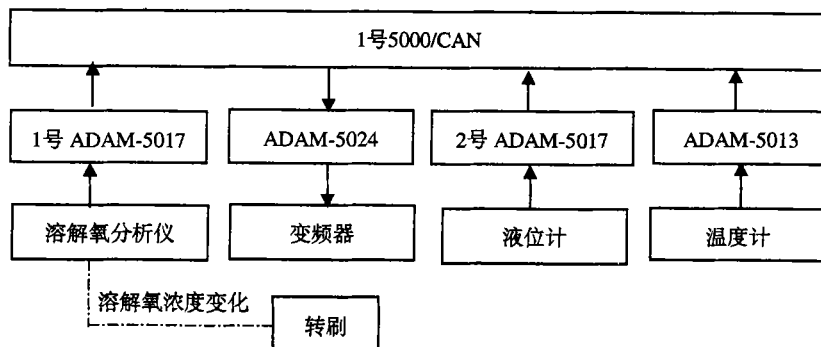 1号5000/CAN
1号 ADAM-5017
ADAM-5024
2号 ADAM-5017
ADAM-5013
溶解氧分析仪
变频器
液位计
温度计
溶解氧浓度变化
转刷